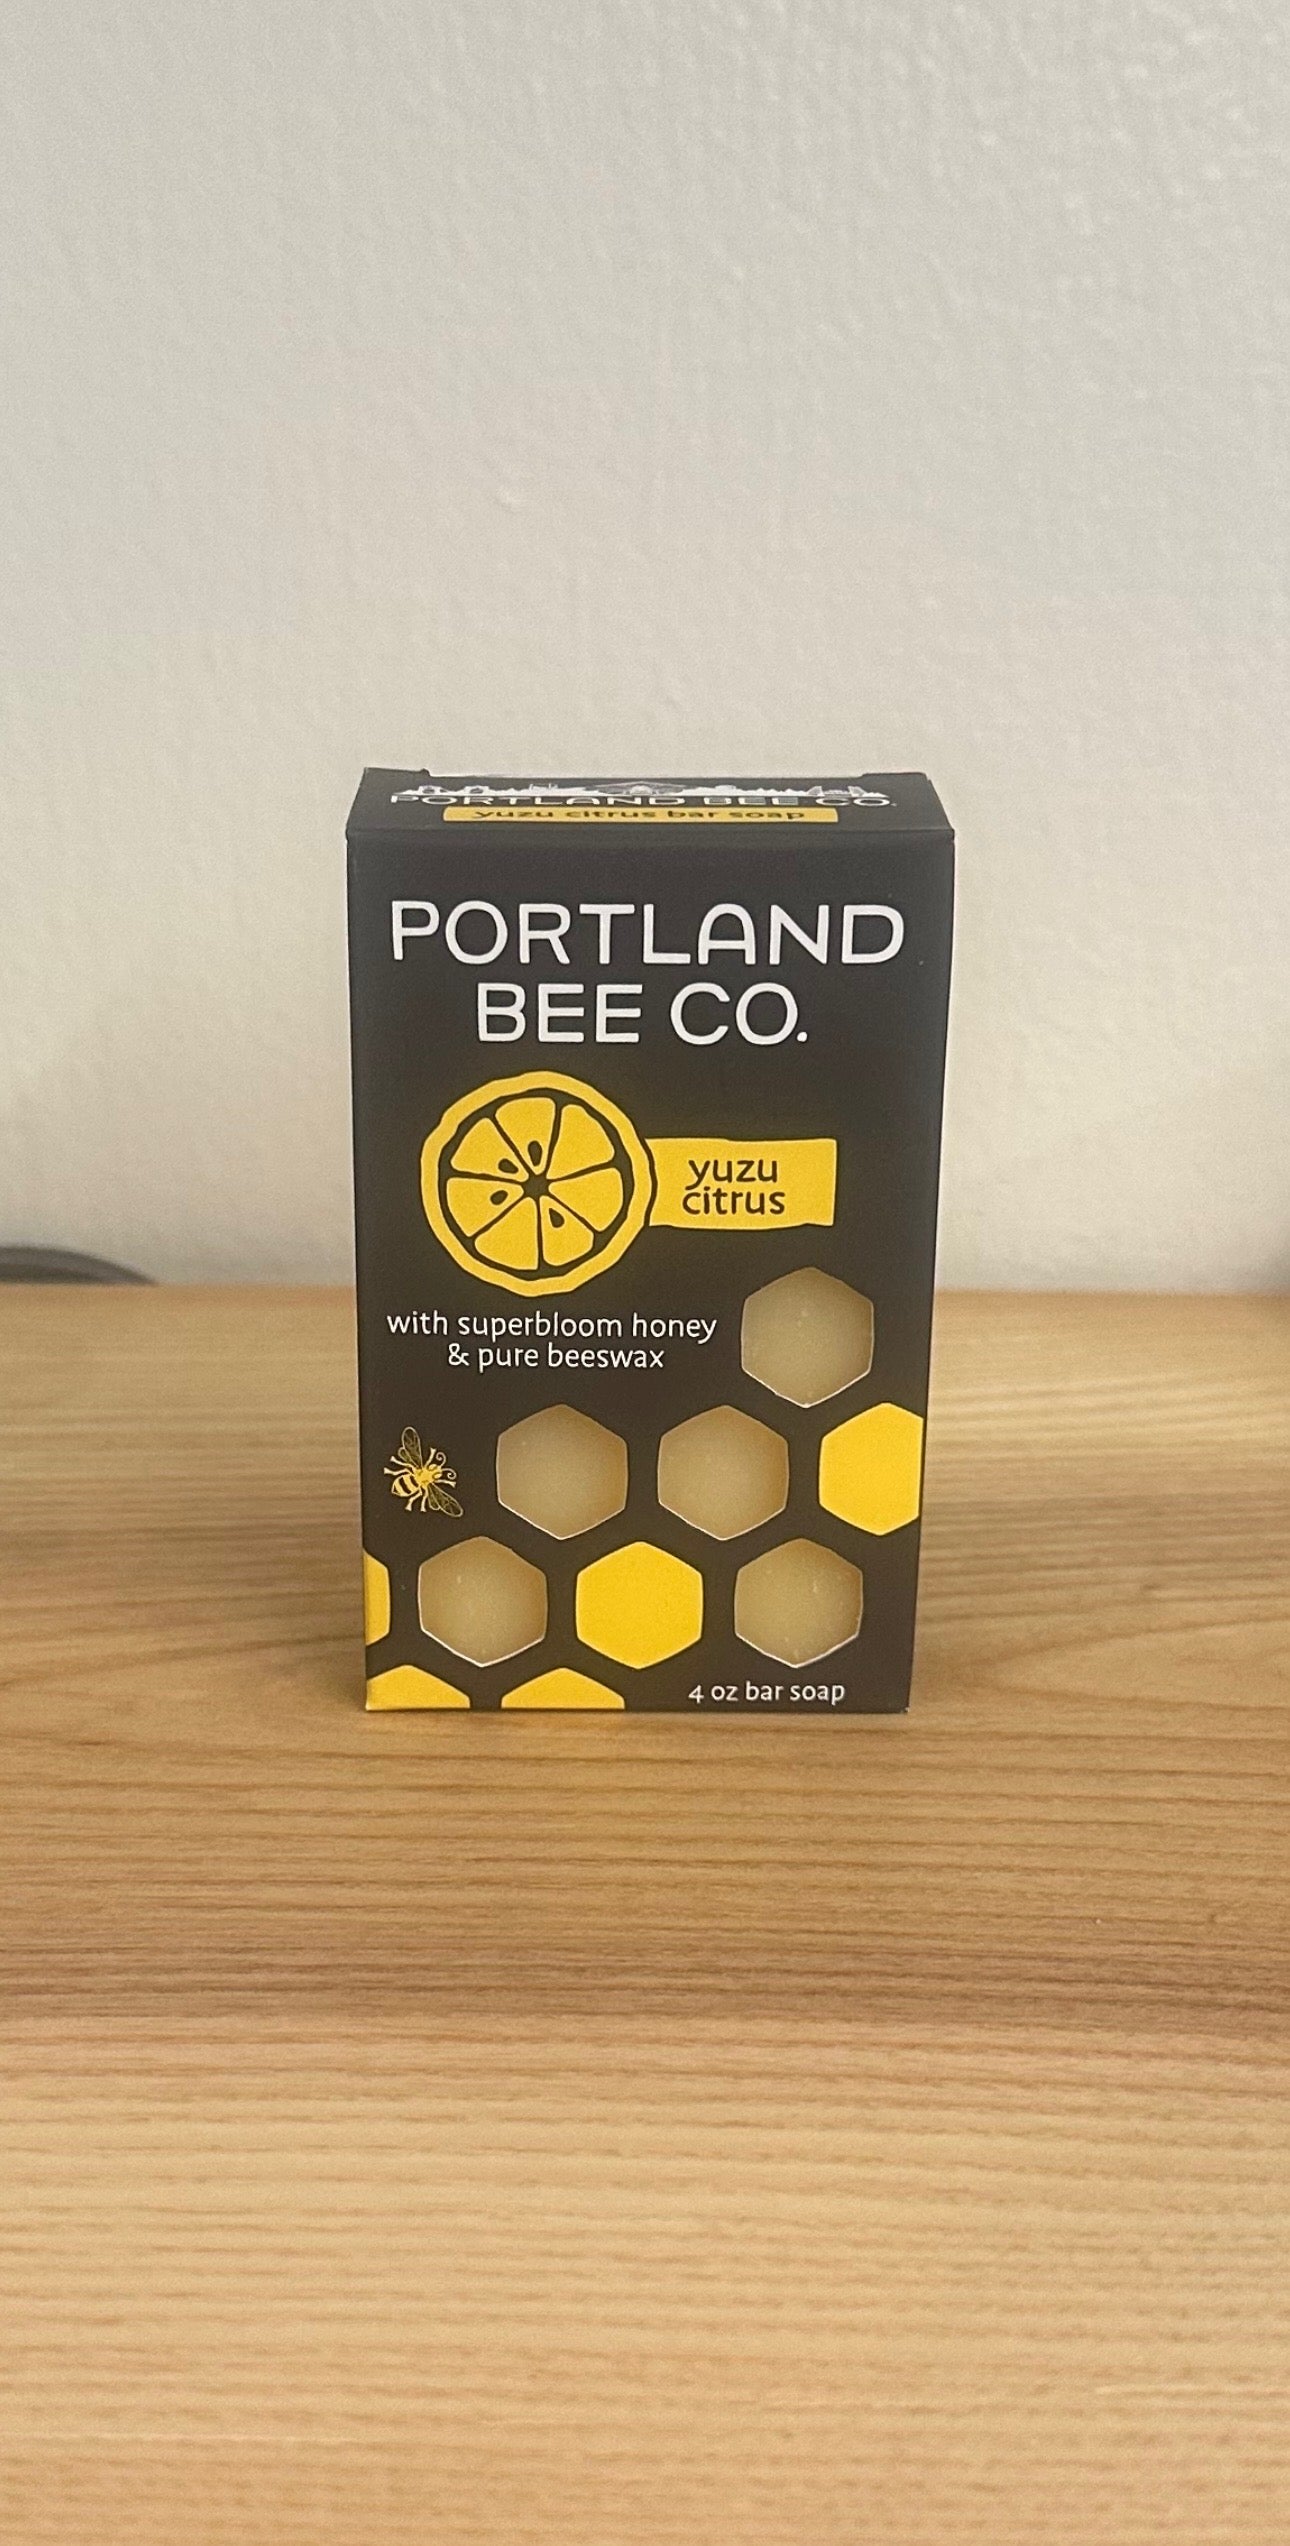 PORTLAND BEE CO.
yuzu citrus bar soap
PORTLAND
BEE CO.
yuzu
citrus
with superbloom honey
& pure beeswax
4 oz bar soap